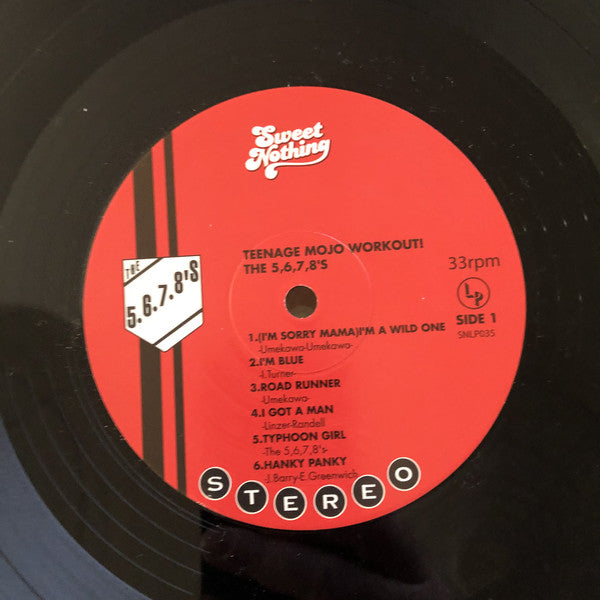 Sweet
Nothing
TEENAGE MOJO WORKOUT!
THE 5,6,7,8'S
33rpm
THE
5.6.7.8'S
LP
SIDE 1
SNLP035
1.(I'M SORRY MAMA)I'M A WILD ONE
-Umekawa-Umekawa-
2.I'M BLUE
-I.Turner-
3.ROAD RUNNER
-Umekawa-
4.I GOT A MAN
-Linzer-Randell
5.TYPHOON GIRL
-The 5,6,7,8's-
6.HANKY PANKY
-J.Barry-E.Greenwich
STEREO